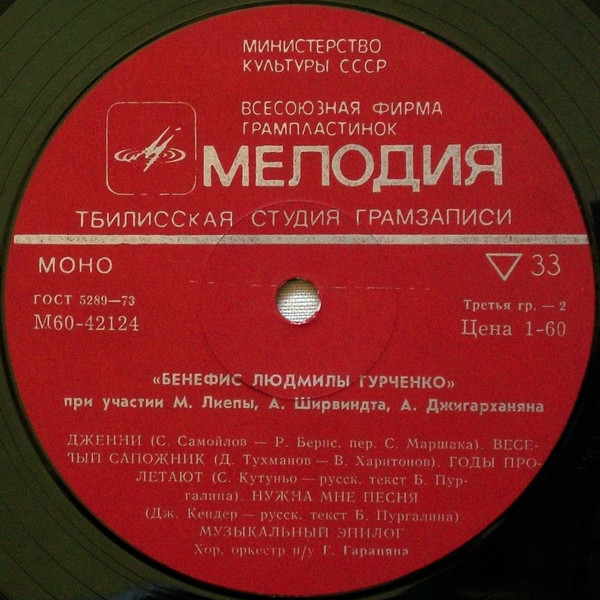 МИНИСТЕРСТВО
КУЛЬТУРЫ СССР
ВСЕСОЮЗНАЯ ФИРМА
ГРАМПЛАСТИНОК
МЕЛОДИЯ
ТБИЛИССКАЯ СТУДИЯ ГРАМЗАПИСИ
МОНО
33
ГОСТ 5289—73
Третья гр. — 2
М60-42124
Цена 1-60
«БЕНЕФИС ЛЮДМИЛЫ ГУРЧЕНКО»
при участии М. Лиепы, А. Ширвиндта, А. Джигарханяна
ДЖЕННИ (С. Самойлов — Р. Бернс, пер. С. Маршака). ВЕСЕ-
ЛЫЙ САПОЖНИК (Д. Тухманов — В. Харитонов). ГОДЫ ПРО-
ЛЕТАЮТ (С. Кутуньо — русск. текст Б. Пур-
галина). НУЖНА МНЕ ПЕСНЯ
(Дж. Кендер — русск. текст Б. Пургалина)
МУЗЫКАЛЬНЫЙ ЭПИЛОГ
Хор, оркестр п/у Г. Гараняна